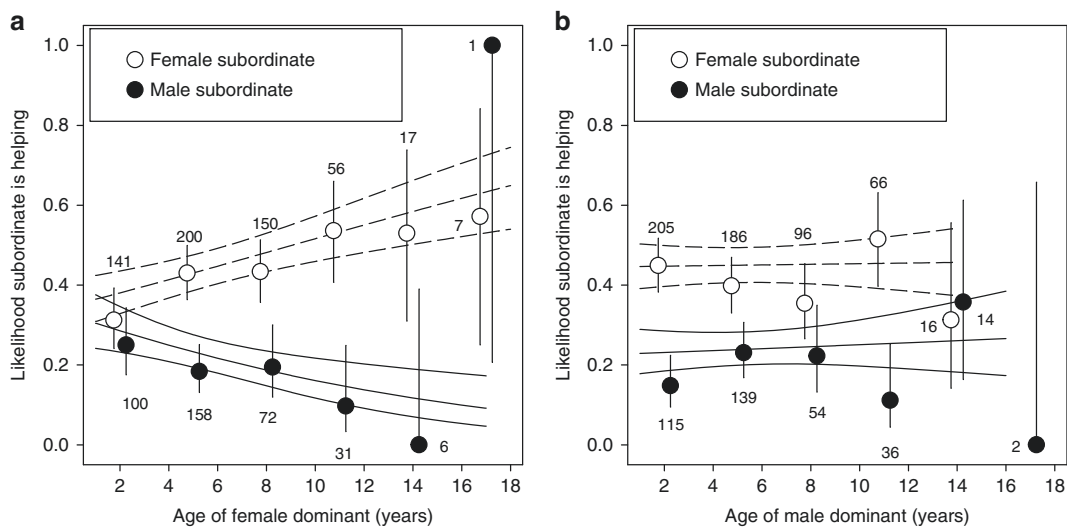 a
Female subordinate
Male subordinate
Likelihood subordinate is helping
1.0
0.8
0.6
0.4
0.2
0.0
141
200
150
56
17
7
1
100
158
72
31
6
2 4 6 8 10 12 14 16 18
Age of female dominant (years)
b
Female subordinate
Male subordinate
Likelihood subordinate is helping
1.0
0.8
0.6
0.4
0.2
0.0
205
186
96
66
16
14
115
139
54
36
2
2 4 6 8 10 12 14 16 18
Age of male dominant (years)